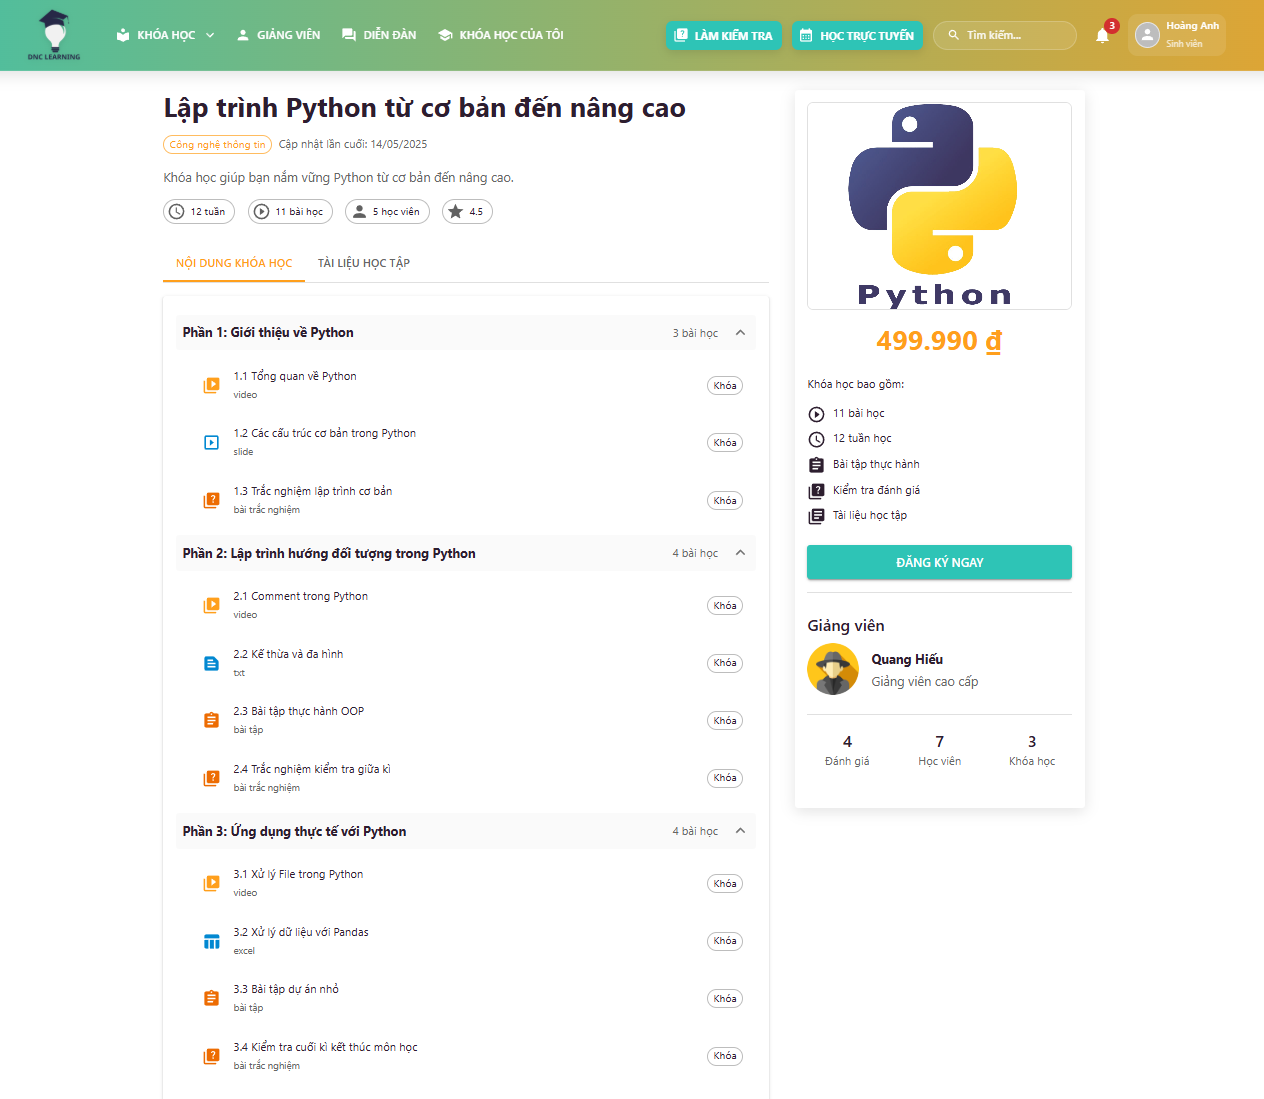 DNC LEARNING
KHÓA HỌC
GIẢNG VIÊN
DIỄN ĐÀN
KHÓA HỌC CỦA TÔI
LÀM KIỂM TRA
HỌC TRỰC TUYẾN
Tìm kiếm...
3
Hoàng Anh
Sinh viên
Lập trình Python từ cơ bản đến nâng cao
Công nghệ thông tin
Cập nhật lần cuối: 14/05/2025
Khóa học giúp bạn nắm vững Python từ cơ bản đến nâng cao.
12 tuần
11 bài học
5 học viên
4.5
NỘI DUNG KHÓA HỌC
TÀI LIỆU HỌC TẬP
Phần 1: Giới thiệu về Python
3 bài học
1.1 Tổng quan về Python
video
Khóa
1.2 Các cấu trúc cơ bản trong Python
slide
Khóa
1.3 Trắc nghiệm lập trình cơ bản
bài trắc nghiệm
Khóa
Phần 2: Lập trình hướng đối tượng trong Python
4 bài học
2.1 Comment trong Python
video
Khóa
2.2 Kế thừa và đa hình
txt
Khóa
2.3 Bài tập thực hành OOP
bài tập
Khóa
2.4 Trắc nghiệm kiểm tra giữa kì
bài trắc nghiệm
Khóa
Phần 3: Ứng dụng thực tế với Python
4 bài học
3.1 Xử lý File trong Python
video
Khóa
3.2 Xử lý dữ liệu với Pandas
excel
Khóa
3.3 Bài tập dự án nhỏ
bài tập
Khóa
3.4 Kiểm tra cuối kì kết thúc môn học
bài trắc nghiệm
Khóa
Python
499.990 ₫
Khóa học bao gồm:
11 bài học
12 tuần học
Bài tập thực hành
Kiểm tra đánh giá
Tài liệu học tập
ĐĂNG KÝ NGAY
Giảng viên
Quang Hiếu
Giảng viên cao cấp
4
Đánh giá
7
Học viên
3
Khóa học